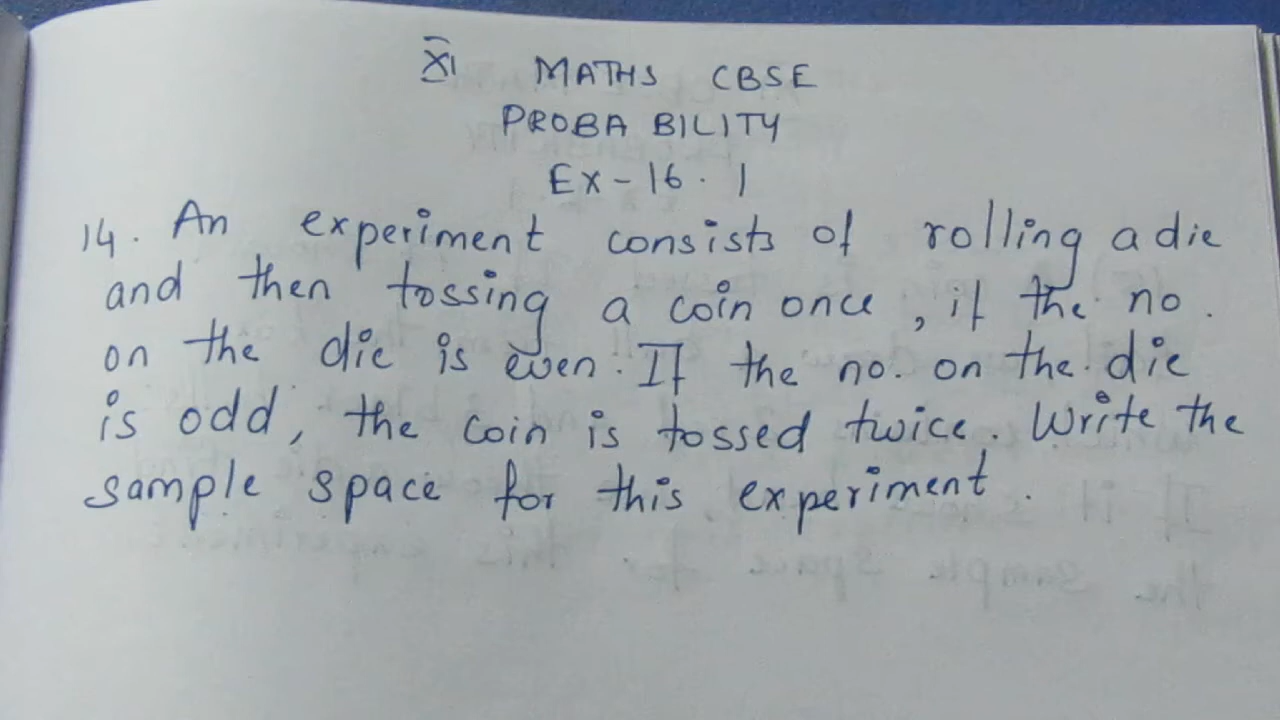 XI MATHS CBSE
PROBABILITY
EX-16.1
14. An experiment consists of rolling a die
and then tossing a coin once, if the no.
on the die is even. If the no. on the die
is odd, the coin is tossed twice. Write the
sample space for this experiment.